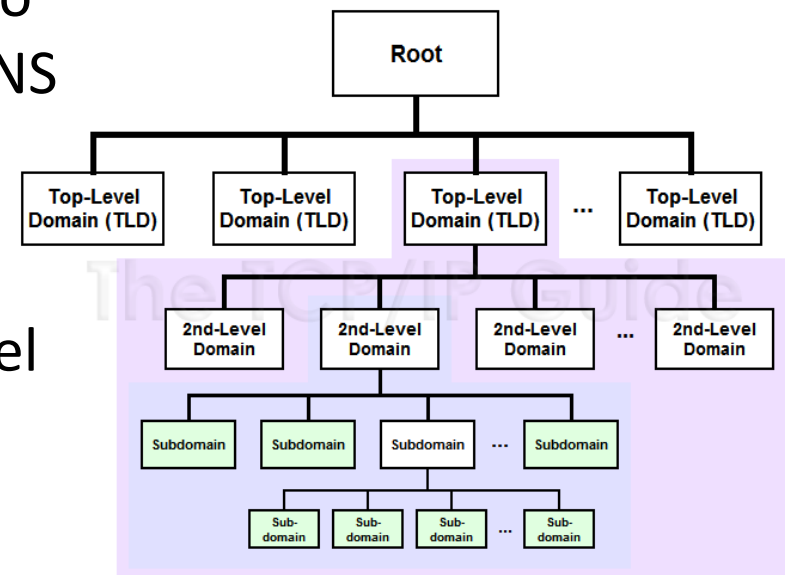 NS
Root
Top-Level
Domain (TLD)
Top-Level
Domain (TLD)
Top-Level
Domain (TLD)
...
Top-Level
Domain (TLD)
The TCP/IP Guide
el
2nd-Level
Domain
2nd-Level
Domain
2nd-Level
Domain
...
2nd-Level
Domain
Subdomain
Subdomain
Subdomain
...
Subdomain
Sub-
domain
Sub-
domain
Sub-
domain
...
Sub-
domain